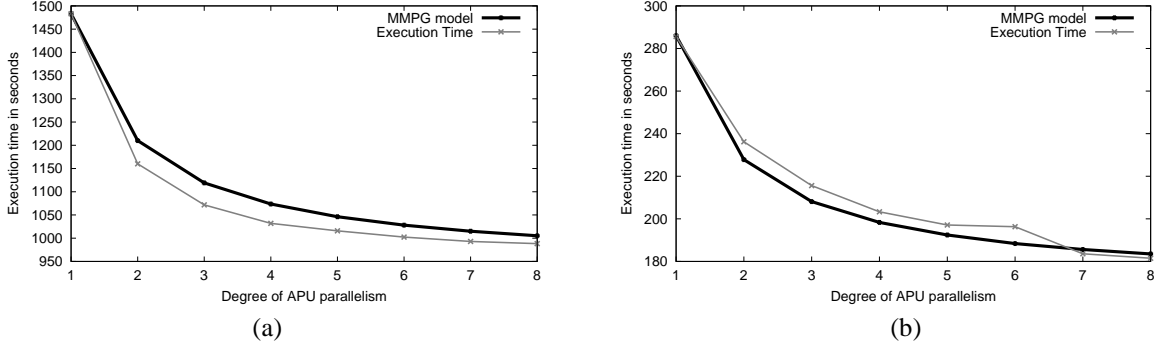 1500
1450
1400
1350
1300
1250
1200
1150
1100
1050
1000
950
Execution time in seconds
MMPG model
Execution Time
1 2 3 4 5 6 7 8
Degree of APU parallelism
(a)
300
280
260
240
220
200
180
Execution time in seconds
MMPG model
Execution Time
1 2 3 4 5 6 7 8
Degree of APU parallelism
(b)